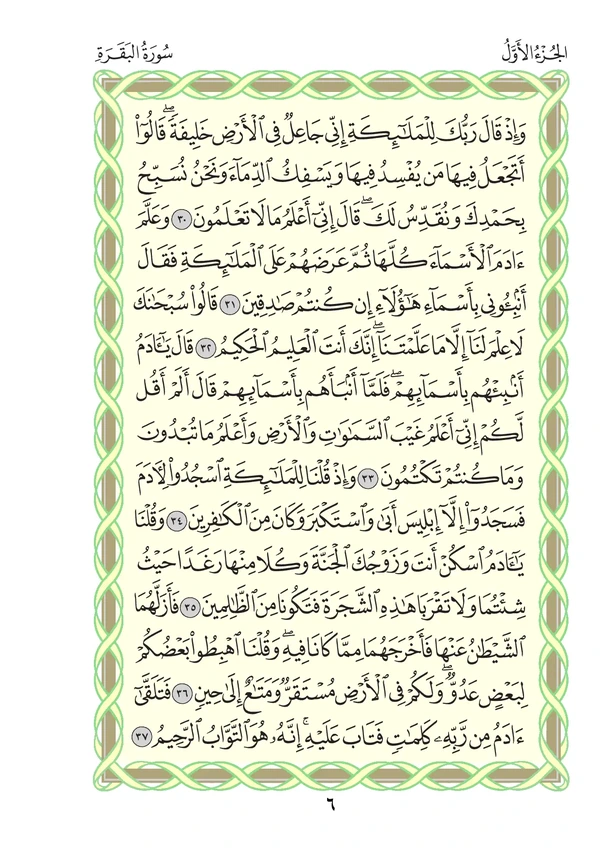 الجُزْءُ الأَوَّلُ
سُورَةُ البَقَرَةِ
وَإِذْ قَالَ رَبُّكَ لِلْمَلَـٰٓئِكَةِ إِنِّى جَاعِلٌ فِى ٱلْأَرْضِ خَلِيفَةً ۖ قَالُوٓا۟
أَتَجْعَلُ فِيهَا مَن يُفْسِدُ فِيهَا وَيَسْفِكُ ٱلدِّمَآءَ وَنَحْنُ نُسَبِّحُ
بِحَمْدِكَ وَنُقَدِّسُ لَكَ ۖ قَالَ إِنِّىٓ أَعْلَمُ مَا لَا تَعْلَمُونَ ٣٠ وَعَلَّمَ
ءَادَمَ ٱلْأَسْمَآءَ كُلَّهَا ثُمَّ عَرَضَهُمْ عَلَى ٱلْمَلَـٰٓئِكَةِ فَقَالَ
أَنۢبِـُٔونِى بِأَسْمَآءِ هَـٰٓؤُلَآءِ إِن كُنتُمْ صَـٰدِقِينَ ٣١ قَالُوا۟ سُبْحَـٰنَكَ
لَا عِلْمَ لَنَآ إِلَّا مَا عَلَّمْتَنَآ ۖ إِنَّكَ أَنتَ ٱلْعَلِيمُ ٱلْحَكِيمُ ٣٢ قَالَ يَـٰٓـَٔادَمُ
أَنۢبِئْهُم بِأَسْمَآئِهِمْ ۖ فَلَمَّآ أَنۢبَأَهُم بِأَسْمَآئِهِمْ قَالَ أَلَمْ أَقُل
لَّكُمْ إِنِّىٓ أَعْلَمُ غَيْبَ ٱلسَّمَـٰوَٰتِ وَٱلْأَرْضِ وَأَعْلَمُ مَا تُبْدُونَ
وَمَا كُنتُمْ تَكْتُمُونَ ٣٣ وَإِذْ قُلْنَا لِلْمَلَـٰٓئِكَةِ ٱسْجُدُوا۟ لِـَٔادَمَ
فَسَجَدُوٓا۟ إِلَّآ إِبْلِيسَ أَبَىٰ وَٱسْتَكْبَرَ وَكَانَ مِنَ ٱلْكَـٰفِرِينَ ٣٤ وَقُلْنَا
يَـٰٓـَٔادَمُ ٱسْكُنْ أَنتَ وَزَوْجُكَ ٱلْجَنَّةَ وَكُلَا مِنْهَا رَغَدًا حَيْثُ
شِئْتُمَا وَلَا تَقْرَبَا هَـٰذِهِ ٱلشَّجَرَةَ فَتَكُونَا مِنَ ٱلظَّـٰلِمِينَ ٣٥ فَأَزَلَّهُمَا
ٱلشَّيْطَـٰنُ عَنْهَا فَأَخْرَجَهُمَا مِمَّا كَانَا فِيهِ ۖ وَقُلْنَا ٱهْبِطُوا۟ بَعْضُكُمْ
لِبَعْضٍ عَدُوٌّ ۖ وَلَكُمْ فِى ٱلْأَرْضِ مُسْتَقَرٌّ وَمَتَـٰعٌ إِلَىٰ حِينٍ ٣٦ فَتَلَقَّىٰٓ
ءَادَمُ مِن رَّبِّهِۦ كَلِمَـٰتٍ فَتَابَ عَلَيْهِ ۚ إِنَّهُۥ هُوَ ٱلتَّوَّابُ ٱلرَّحِيمُ ٣٧
٦